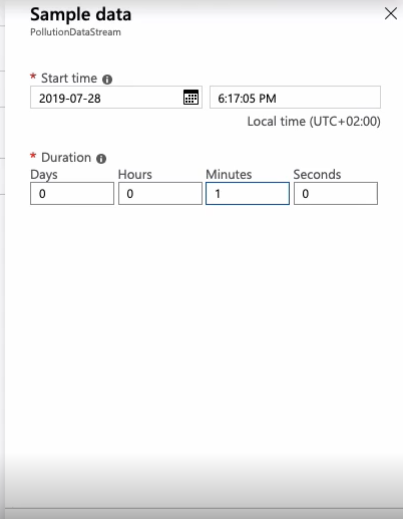 Sample data
PollutionDataStream
* Start time
2019-07-28 6:17:05 PM
Local time (UTC+02:00)
* Duration
Days Hours Minutes Seconds
0 0 1 0